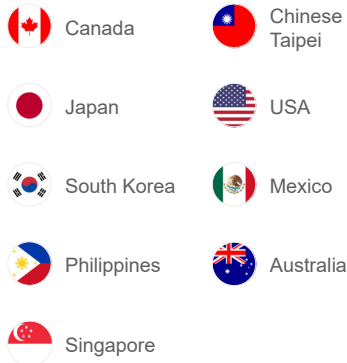 Canada
Chinese
Taipei
Japan
USA
South Korea
Mexico
Philippines
Australia
Singapore